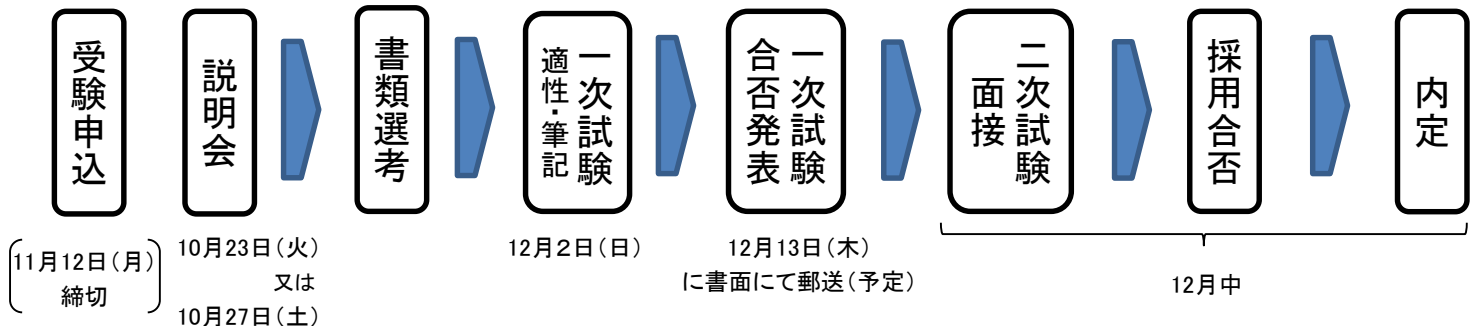 受験申込
説明会
書類選考
一次試験
適性・筆記
一次試験
合否発表
二次試験
面接
採用合否
内定
11月12日(月)
締切
10月23日(火)
又は
10月27日(土)
12月2日(日)
12月13日(木)
に書面にて郵送(予定)
12月中